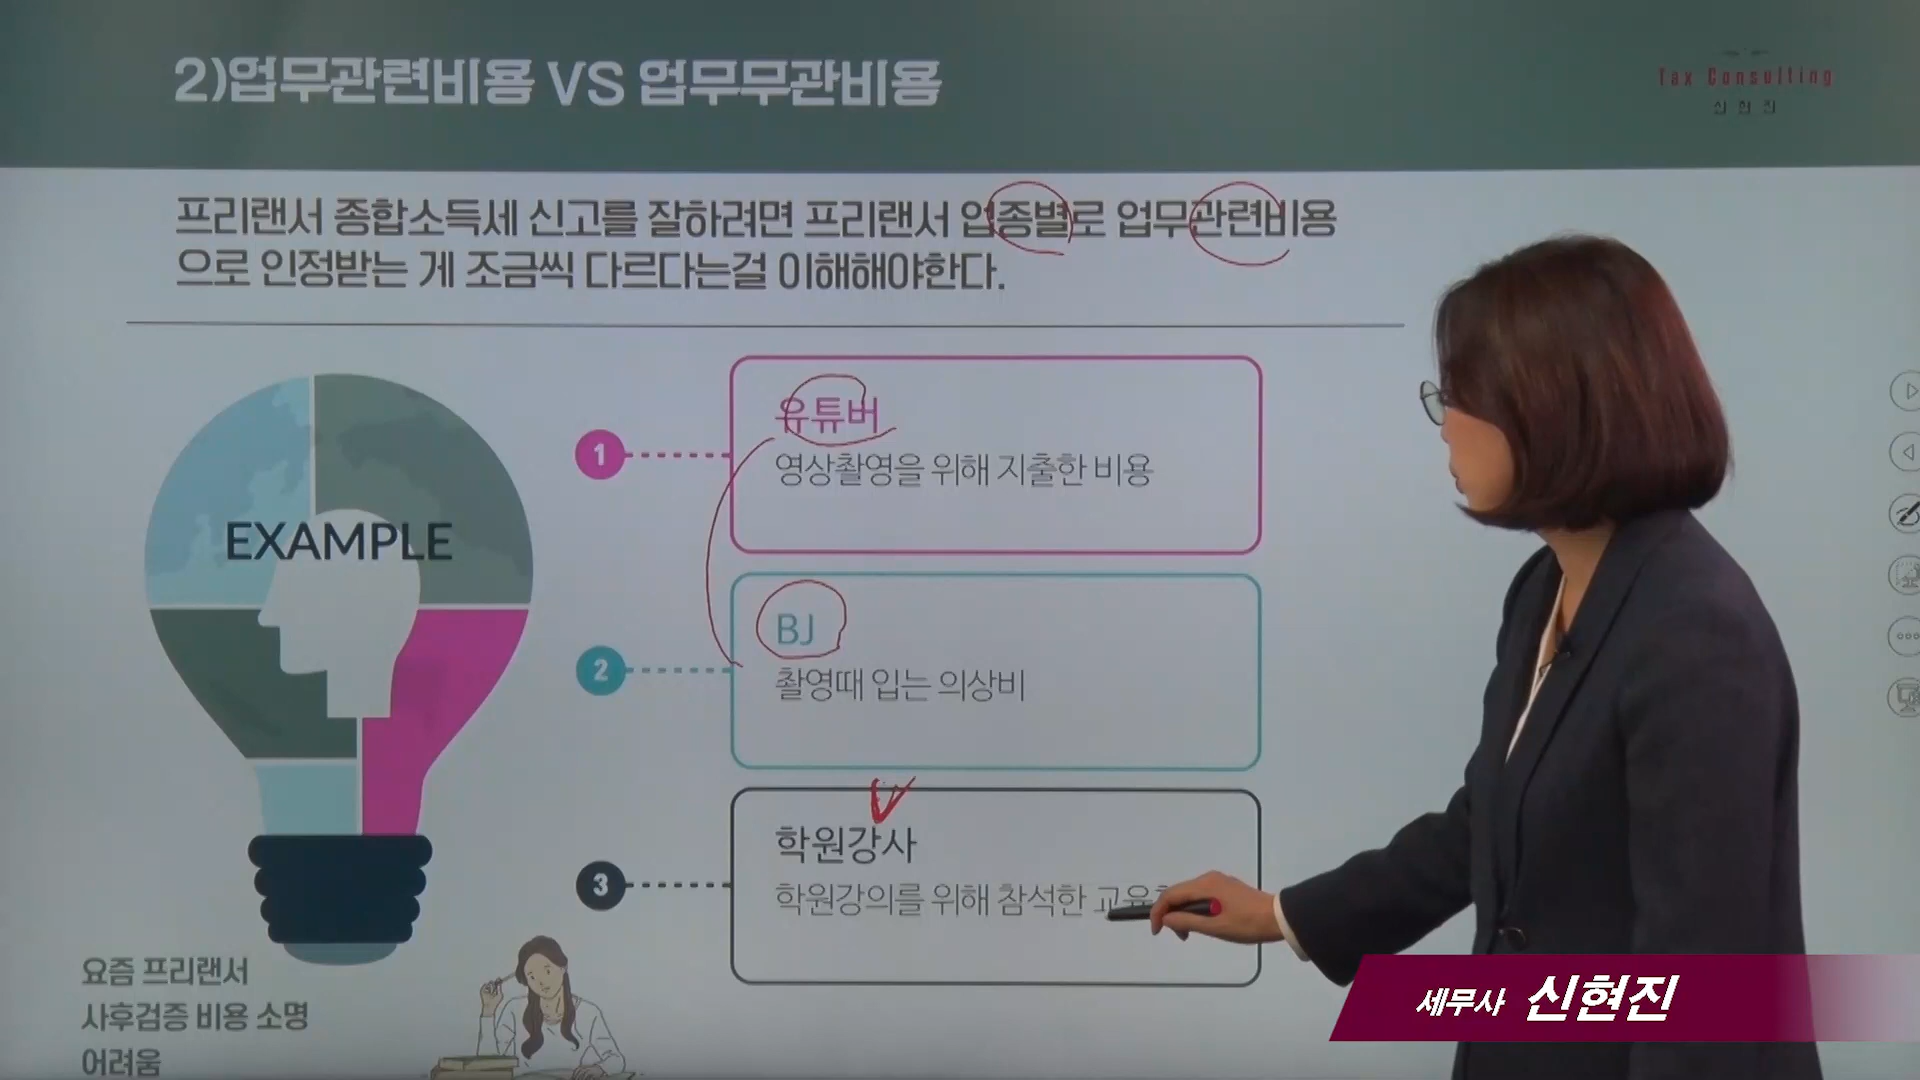 2)업무관련비용 VS 업무무관비용
Tax Consulting
신현진
프리랜서 종합소득세 신고를 잘하려면 프리랜서 업종별로 업무관련비용
으로 인정받는 게 조금씩 다르다는걸 이해해야한다.
EXAMPLE
1
유튜버
영상촬영을 위해 지출한 비용
2
BJ
촬영때 입는 의상비
3
학원강사
학원강의를 위해 참석한
요즘 프리랜서
사후검증 비용 소명
어려움
세무사 신현진